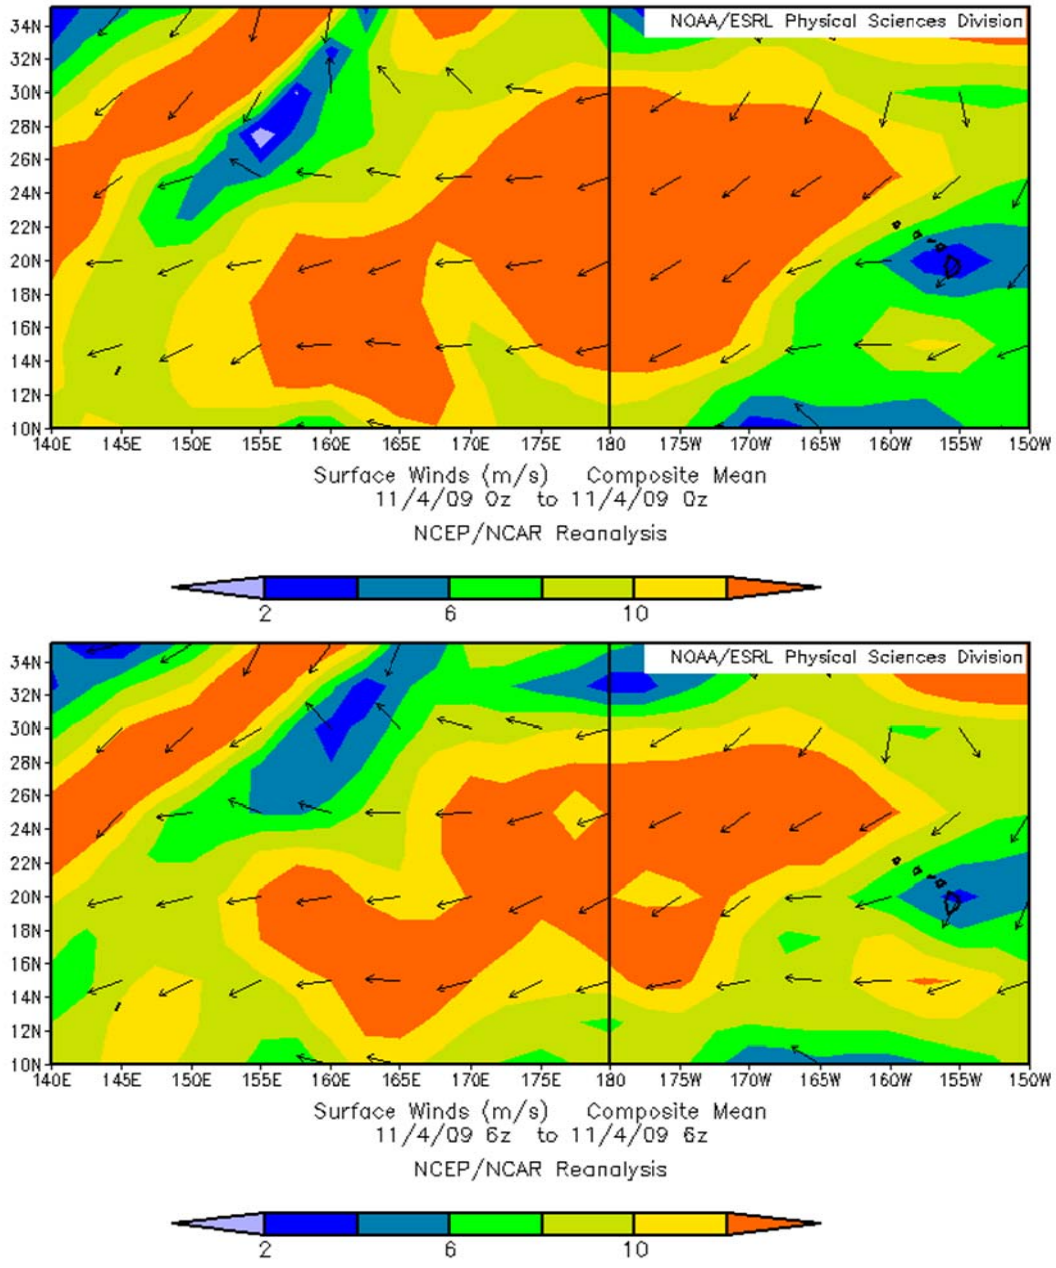 34N
NOAA/ESRL Physical Sciences Division
32N
30N
28N
26N
24N
22N
20N
18N
16N
14N
12N
10N
140E 145E 150E 155E 160E 165E 170E 175E 180 175W 170W 165W 160W 155W 150W
Surface Winds (m/s) Composite Mean
11/4/09 0z to 11/4/09 0z
NCEP/NCAR Reanalysis
2 6 10
34N
NOAA/ESRL Physical Sciences Division
32N
30N
28N
26N
24N
22N
20N
18N
16N
14N
12N
10N
140E 145E 150E 155E 160E 165E 170E 175E 180 175W 170W 165W 160W 155W 150W
Surface Winds (m/s) Composite Mean
11/4/09 6z to 11/4/09 6z
NCEP/NCAR Reanalysis
2 6 10